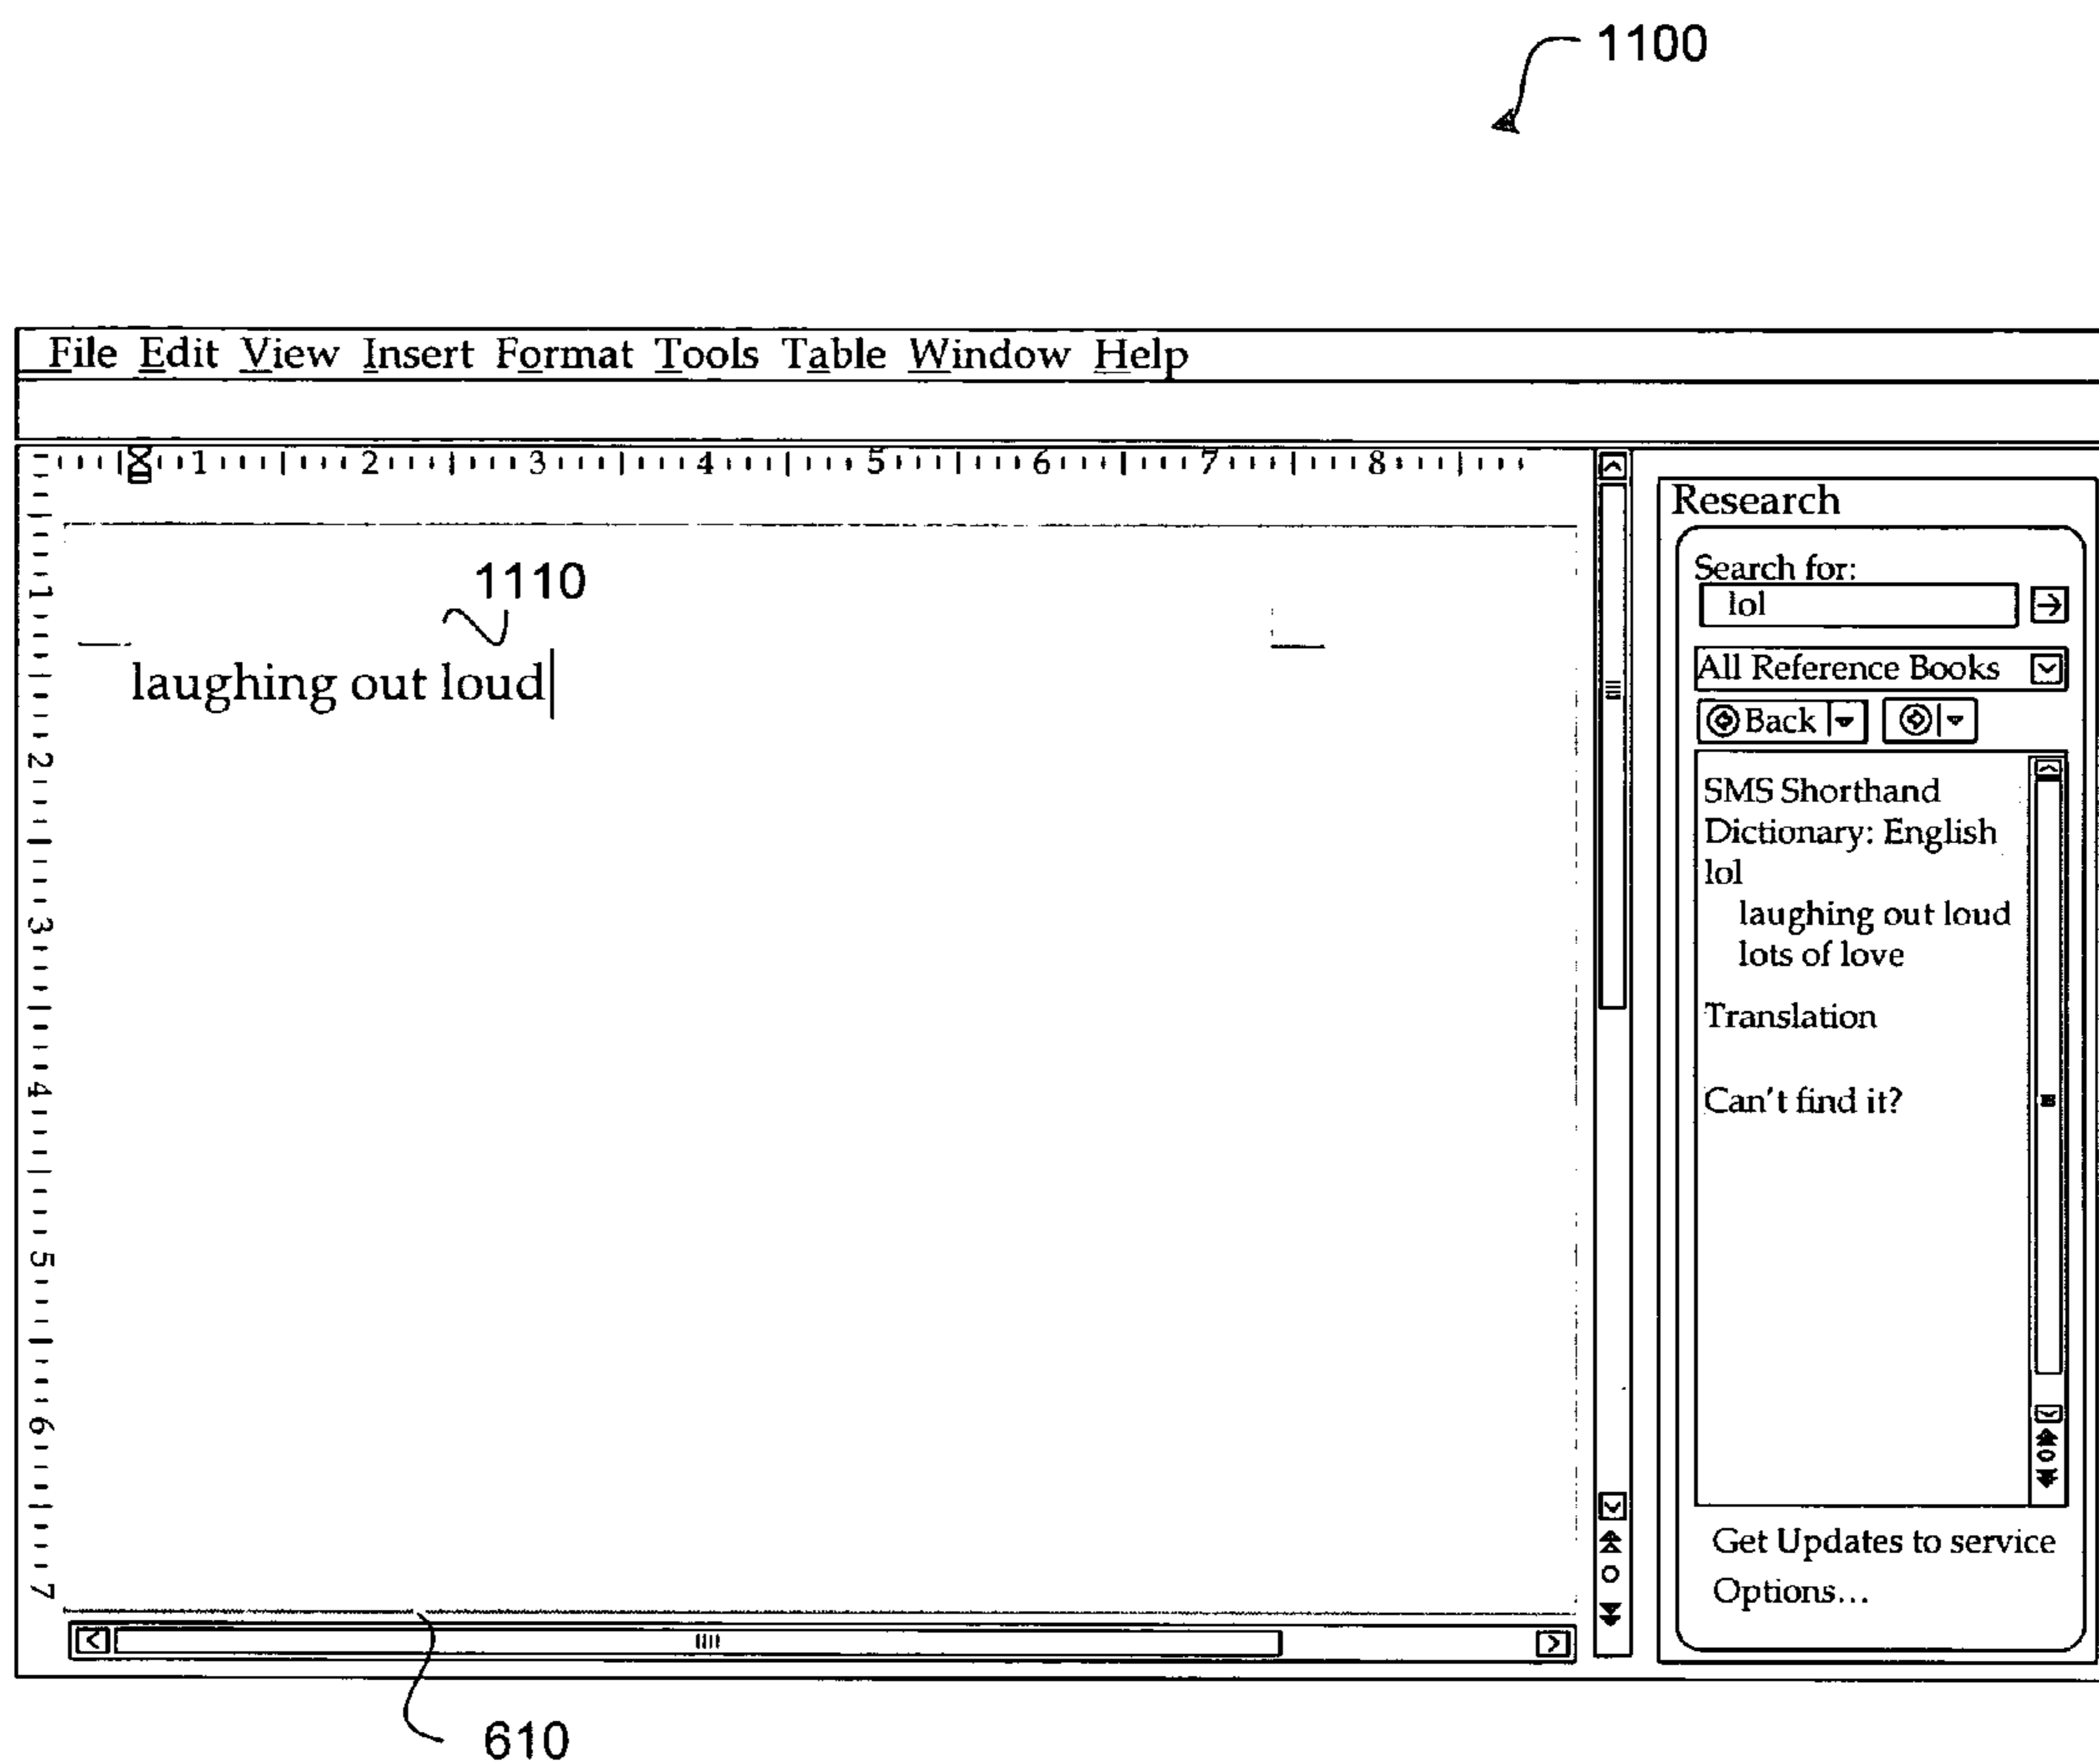 1100
File Edit View Insert Format Tools Table Window Help
1 2 3 4 5 6 7 8
1
2
3
4
5
6
7
1110
laughing out loud
Research
Search for:
lol
All Reference Books
Back
SMS Shorthand
Dictionary: English
lol
laughing out loud
lots of love
Translation
Can't find it?
Get Updates to service
Options...
610